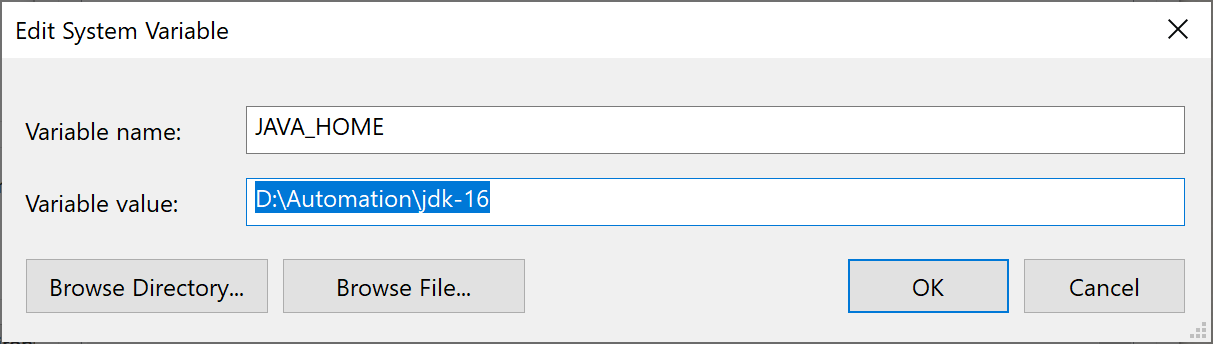 Edit System Variable
Variable name: JAVA_HOME
Variable value: D:\Automation\jdk-16
Browse Directory... Browse File... OK Cancel